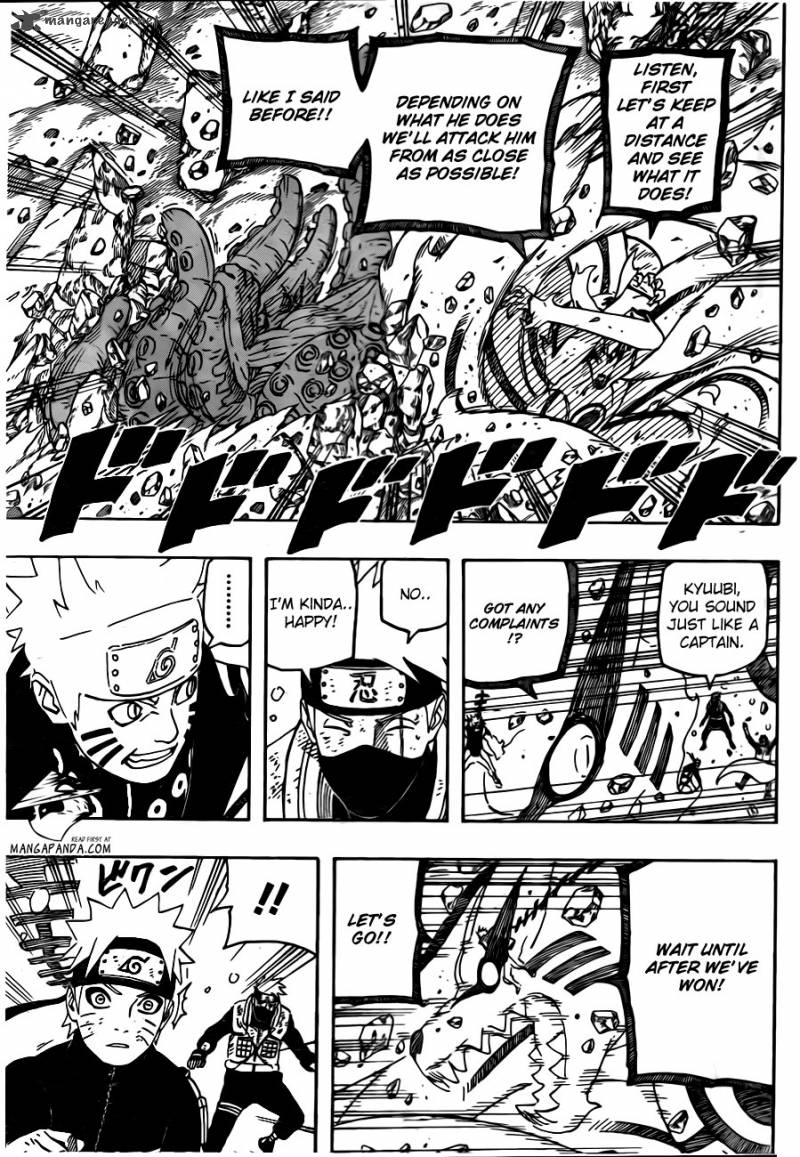 mangapanda.net
LISTEN,
FIRST
LET'S KEEP
AT A
DISTANCE
AND SEE
WHAT IT
DOES!
DEPENDING ON
WHAT HE DOES
WE'LL ATTACK HIM
FROM AS CLOSE
AS POSSIBLE!
LIKE I SAID
BEFORE!!
ドドドドドド
KYUUBI,
YOU SOUND
JUST LIKE A
CAPTAIN.
GOT ANY
COMPLAINTS
!?
NO..
I'M KINDA..
HAPPY!
忍
........
READ FIRST AT
MANGAPANDA.COM
WAIT UNTIL
AFTER WE'VE
WON!
LET'S
GO!!
!!
ビクン